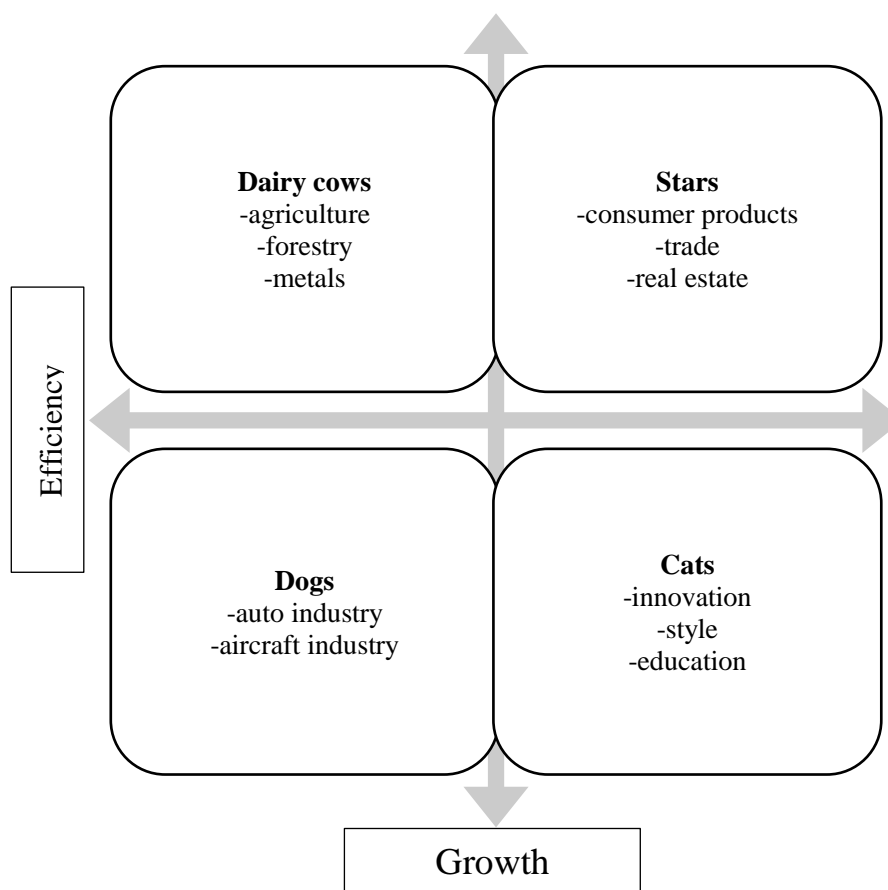 Dairy cows
-agriculture
-forestry
-metals
Stars
-consumer products
-trade
-real estate
Efficiency
Dogs
-auto industry
-aircraft industry
Cats
-innovation
-style
-education
Growth